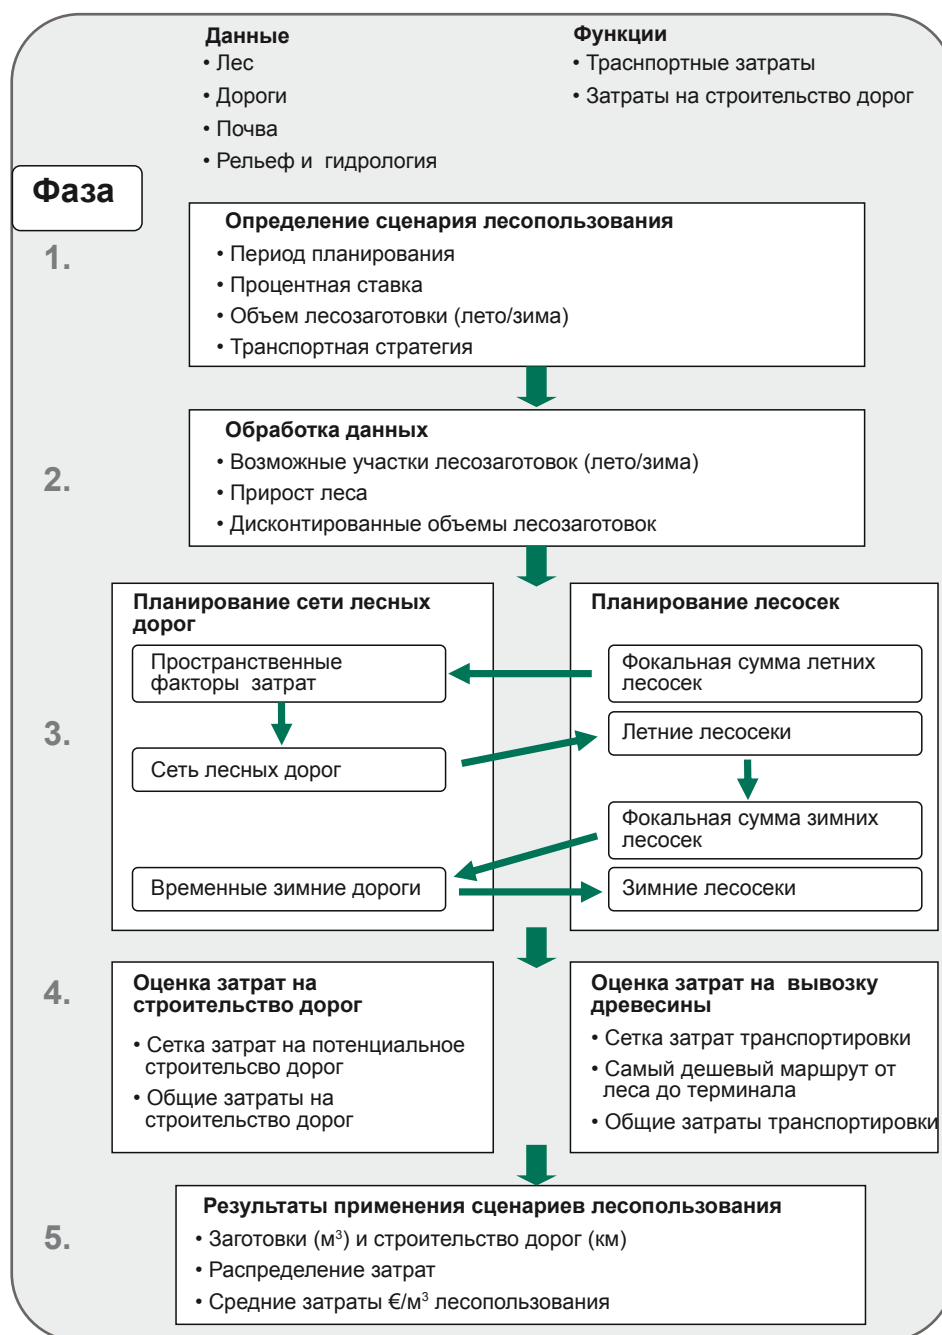 Данные
• Лес
• Дороги
• Почва
• Рельеф и гидрология
Функции
• Траснпортные затраты
• Затраты на строительство дорог
Фаза
1.
Определение сценария лесопользования
• Период планирования
• Процентная ставка
• Объем лесозаготовки (лето/зима)
• Транспортная стратегия
2.
Обработка данных
• Возможные участки лесозаготовок (лето/зима)
• Прирост леса
• Дисконтированные объемы лесозаготовок
3.
Планирование сети лесных
дорог
Пространственные
факторы затрат
Сеть лесных дорог
Временные зимние дороги
Планирование лесосек
Фокальная сумма летних
лесосек
Летние лесосеки
Фокальная сумма зимних
лесосек
Зимние лесосеки
4.
Оценка затрат на
строительство дорог
• Сетка затрат на потенциальное
строительсво дорог
• Общие затраты на
строительство дорог
Оценка затрат на вывозку
древесины
• Сетка затрат транспортировки
• Самый дешевый маршрут от
леса до терминала
• Общие затраты транспортировки
5.
Результаты применения сценариев лесопользования
• Заготовки (м³) и строительство дорог (км)
• Распределение затрат
• Средние затраты €/м³ лесопользования